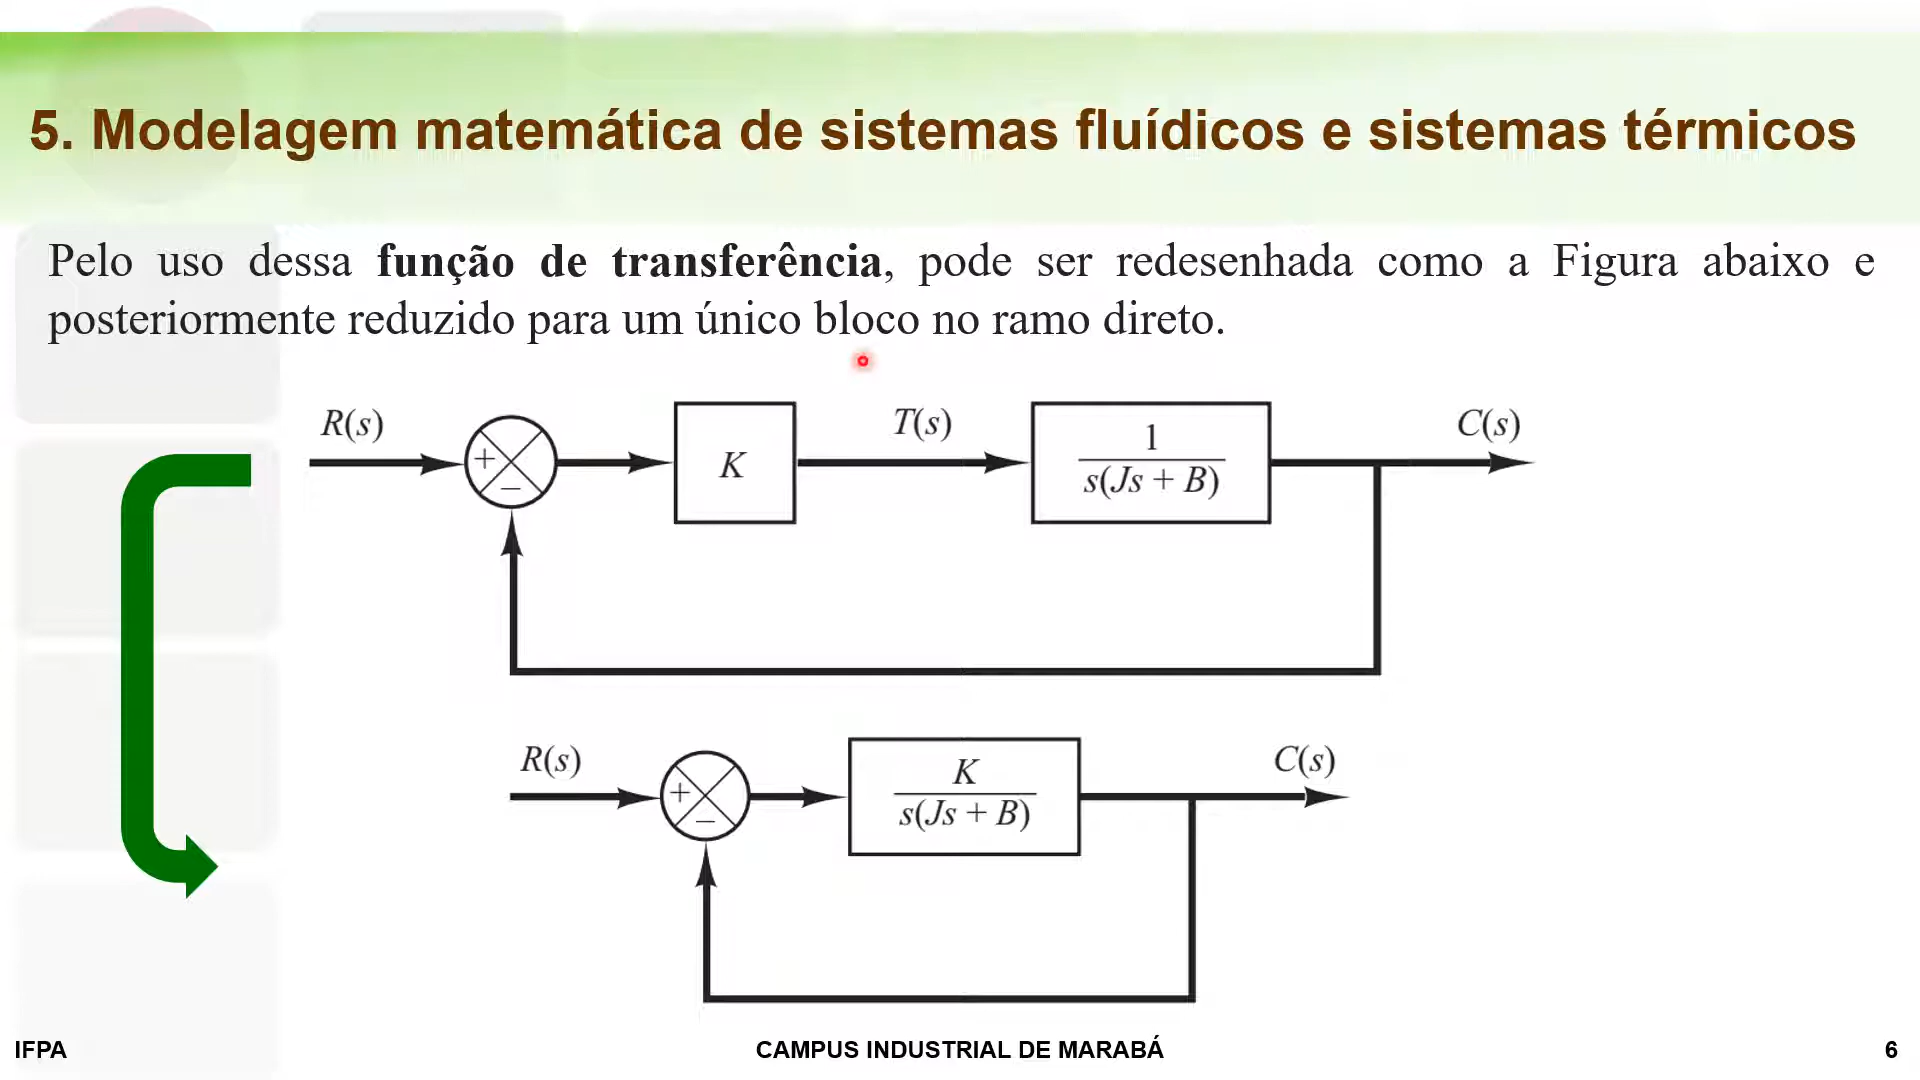 5. Modelagem matemática de sistemas fluídicos e sistemas térmicos
Pelo uso dessa função de transferência, pode ser redesenhada como a Figura abaixo e
posteriormente reduzido para um único bloco no ramo direto.
R(s)
+
−
K
T(s)
1
s(Js + B)
C(s)
R(s)
+
−
K
s(Js + B)
C(s)
IFPA
CAMPUS INDUSTRIAL DE MARABÁ
6